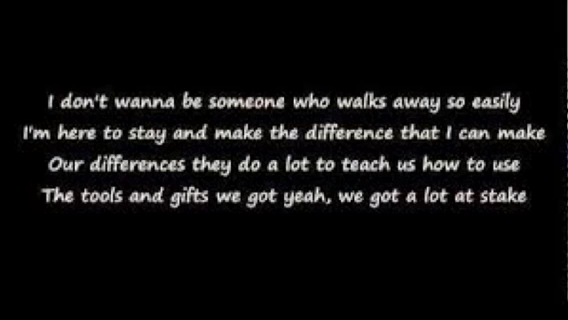 I don't wanna be someone who walks away so easily
I'm here to stay and make the difference that I can make
Our differences they do a lot to teach us how to use
The tools and gifts we got yeah, we got a lot at stake